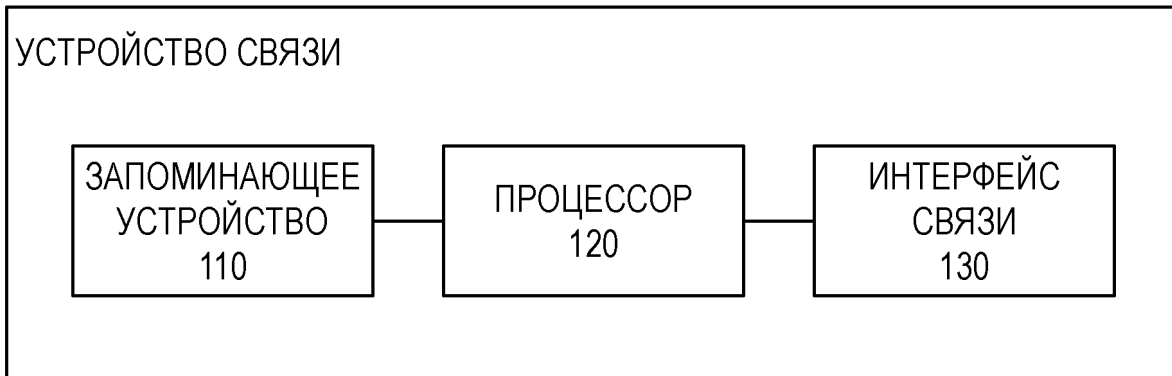 УСТРОЙСТВО СВЯЗИ
ЗАПОМИНАЮЩЕЕ
УСТРОЙСТВО
110
ПРОЦЕССОР
120
ИНТЕРФЕЙС
СВЯЗИ
130